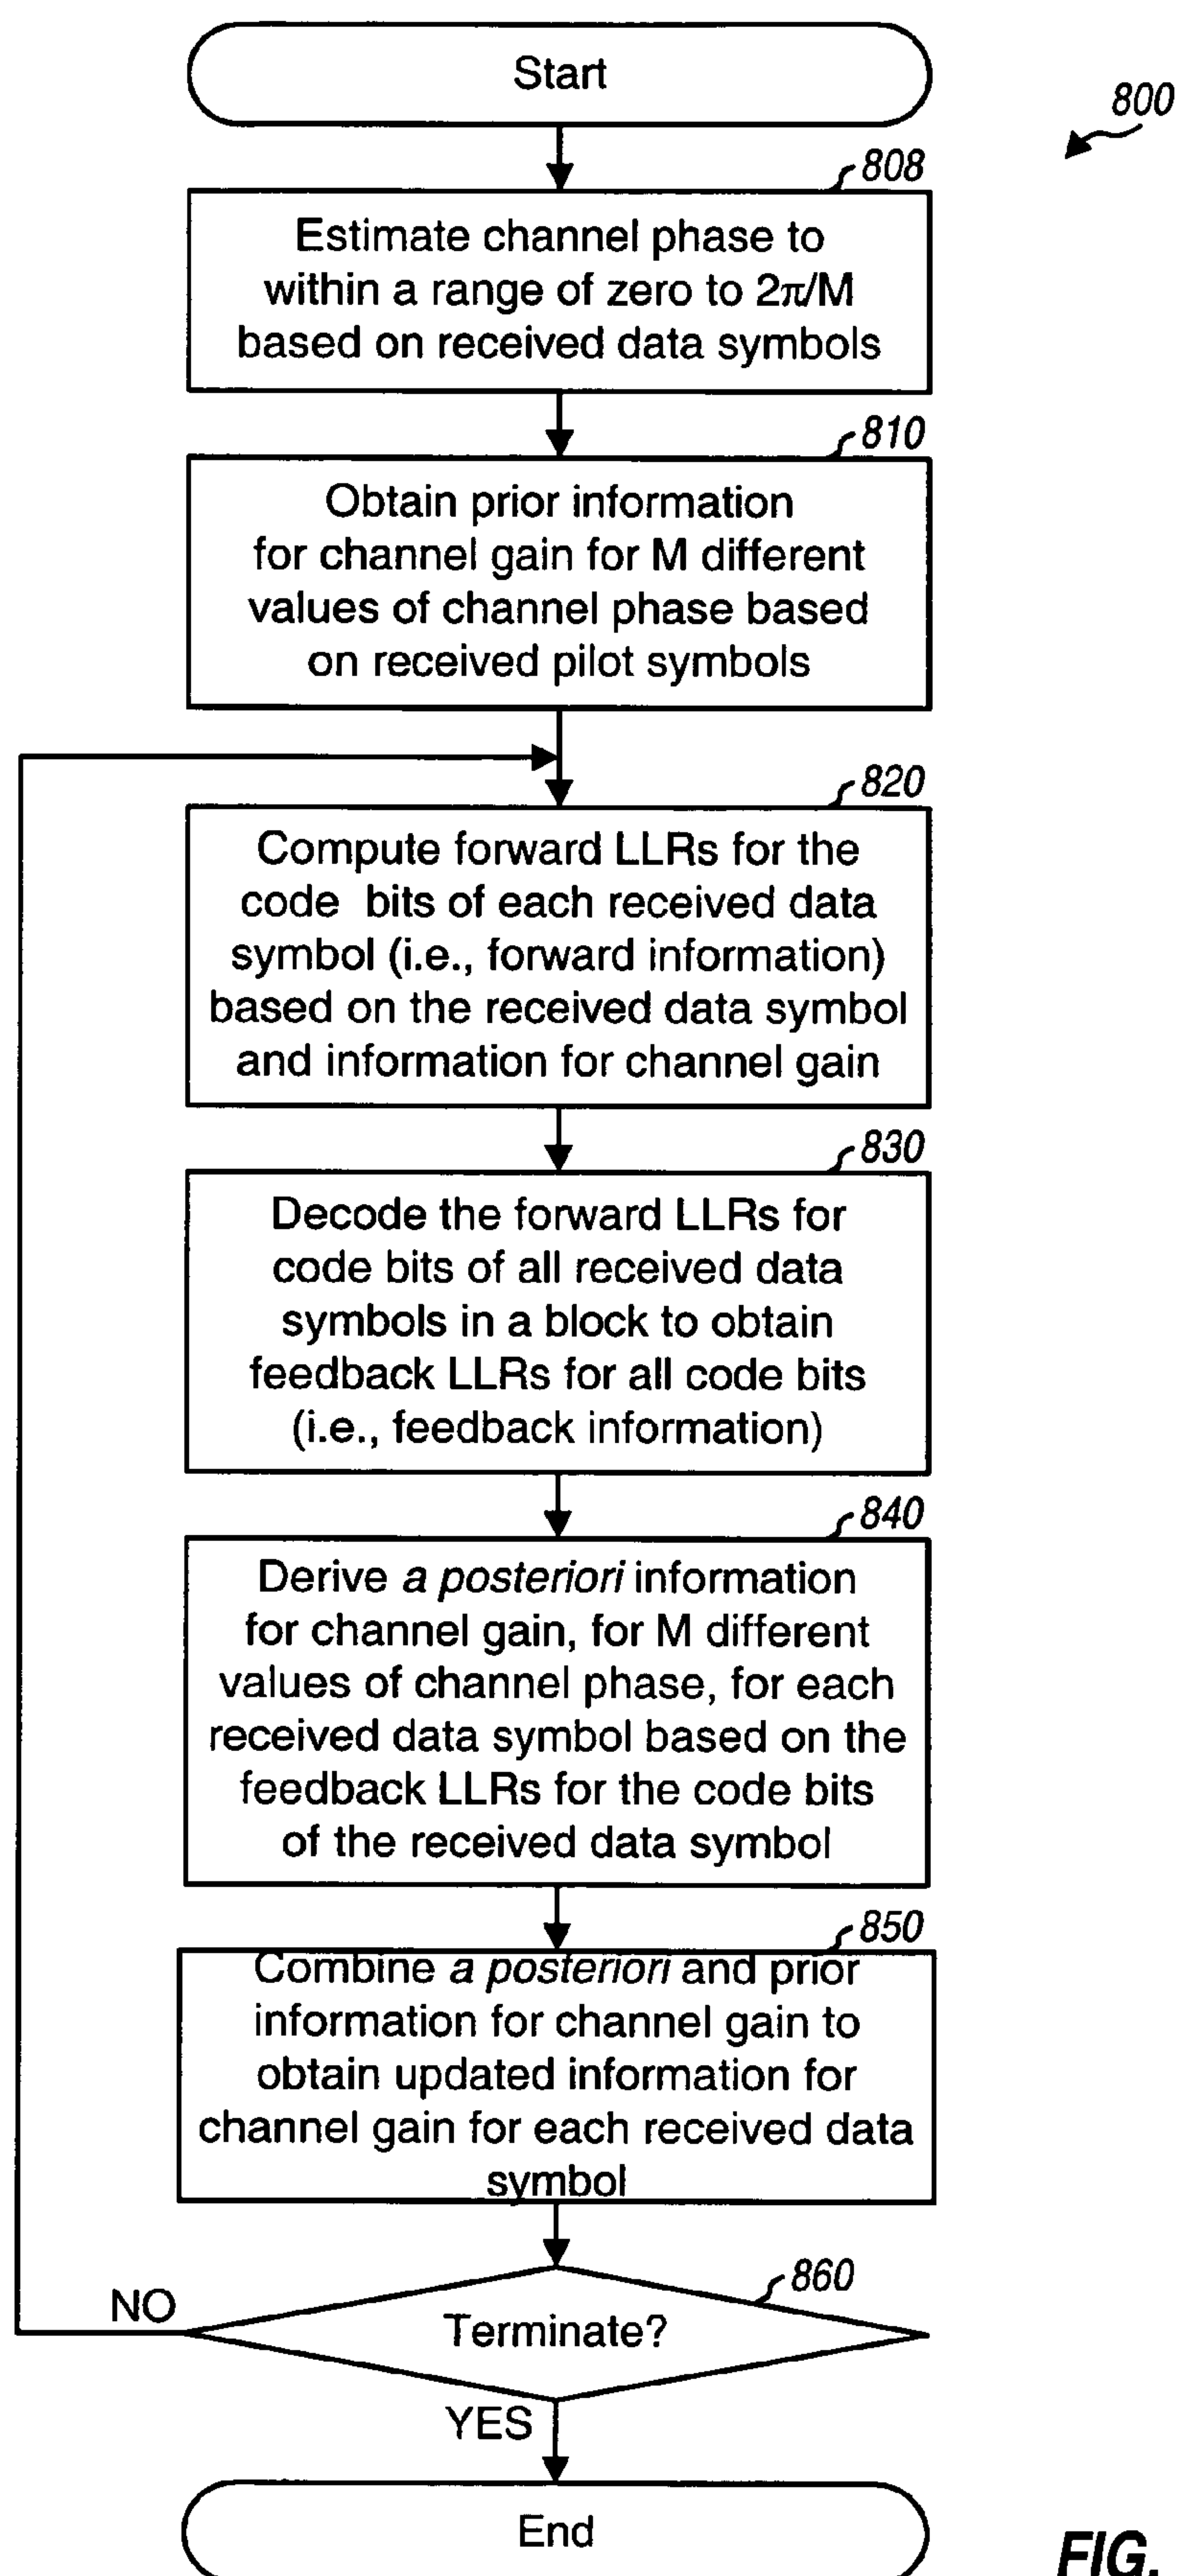 Start
800
808
Estimate channel phase to
within a range of zero to 2π/M
based on received data symbols
810
Obtain prior information
for channel gain for M different
values of channel phase based
on received pilot symbols
820
Compute forward LLRs for the
code bits of each received data
symbol (i.e., forward information)
based on the received data symbol
and information for channel gain
830
Decode the forward LLRs for
code bits of all received data
symbols in a block to obtain
feedback LLRs for all code bits
(i.e., feedback information)
840
Derive a posteriori information
for channel gain, for M different
values of channel phase, for each
received data symbol based on the
feedback LLRs for the code bits
of the received data symbol
850
Combine a posteriori and prior
information for channel gain to
obtain updated information for
channel gain for each received data
symbol
860
NO
Terminate?
YES
End
FIG.